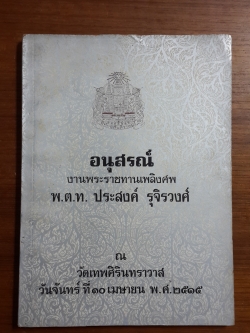 อนุสรณ์
งานพระราชทานเพลิงศพ
พ.ต.ท. ประสงค์ รุจิรวงศ์
ณ
วัดเทพศิรินทราวาส
วันจันทร์ที่ ๑๐ เมษายน พ.ศ. ๒๕๑๕